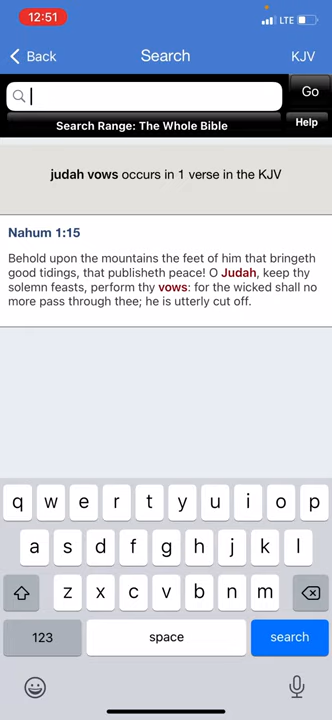 12:51
LTE
Back
Search
KJV
Go
Search Range: The Whole Bible
Help
judah vows occurs in 1 verse in the KJV
Nahum 1:15
Behold upon the mountains the feet of him that bringeth
good tidings, that publisheth peace! O Judah, keep thy
solemn feasts, perform thy vows: for the wicked shall no
more pass through thee; he is utterly cut off.
q w e r t y u i o p
a s d f g h j k l
z x c v b n m
123 space search